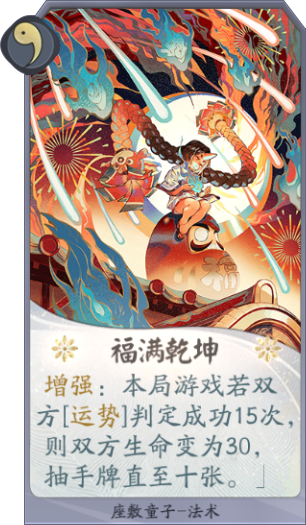 福
福满乾坤
增强：本局游戏若双
方[运势]判定成功15次，
则双方生命变为30，
抽手牌直至十张。」
座敷童子-法术